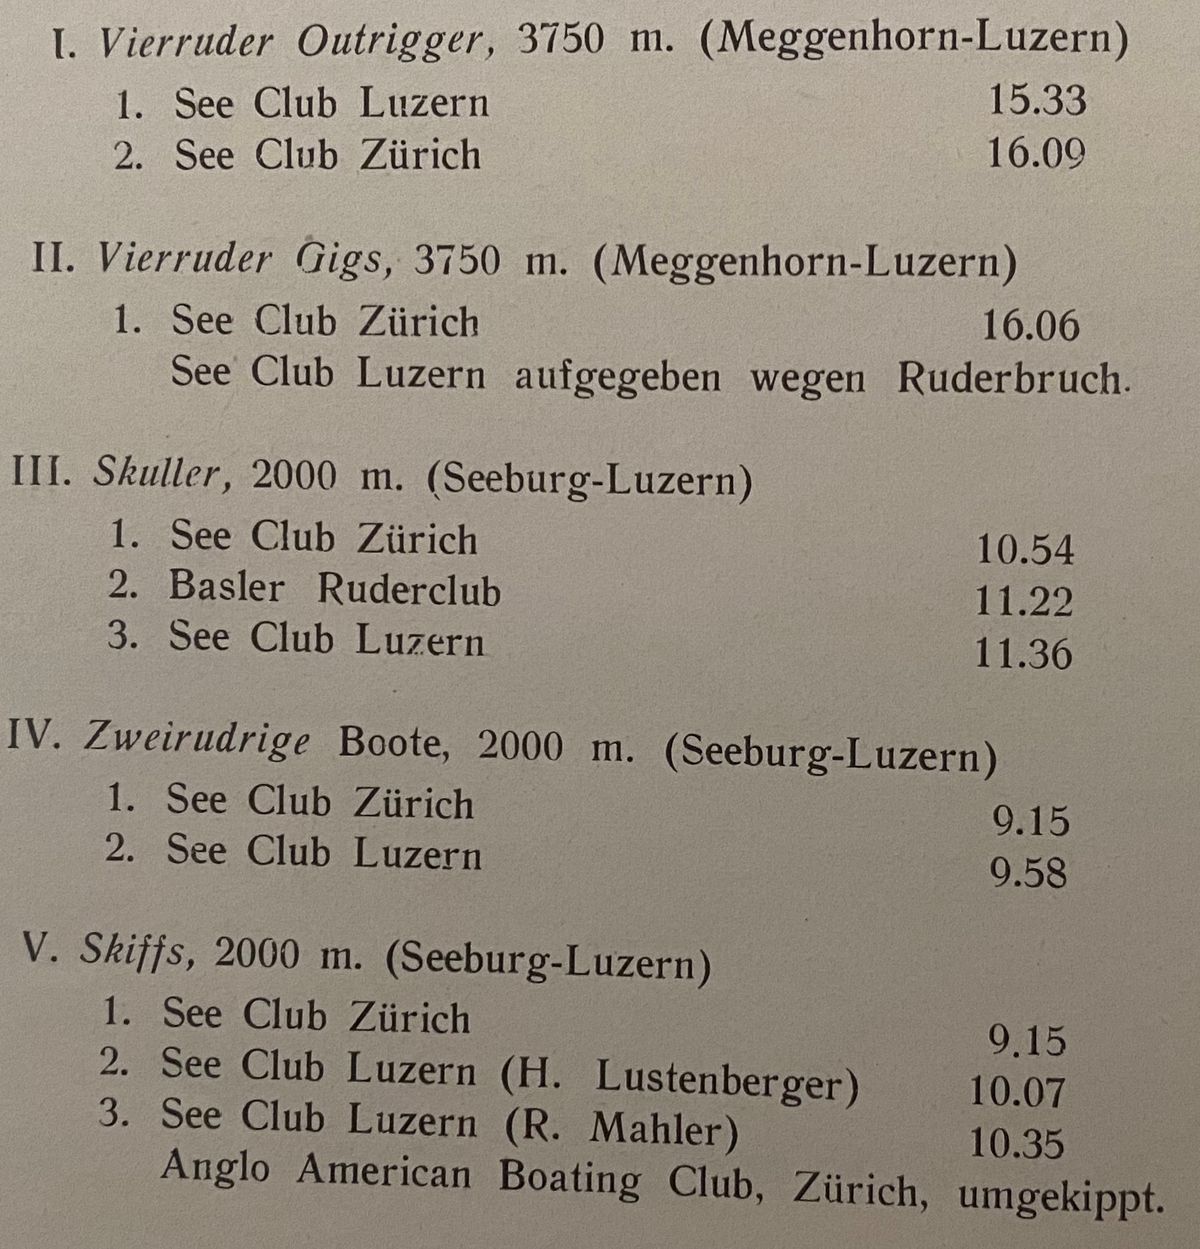 I. Vierruder Outrigger, 3750 m. (Meggenhorn-Luzern)
1. See Club Luzern 15.33
2. See Club Zürich 16.09
II. Vierruder Gigs, 3750 m. (Meggenhorn-Luzern)
1. See Club Zürich 16.06
See Club Luzern aufgegeben wegen Ruderbruch.
III. Skuller, 2000 m. (Seeburg-Luzern)
1. See Club Zürich 10.54
2. Basler Ruderclub 11.22
3. See Club Luzern 11.36
IV. Zweirudrige Boote, 2000 m. (Seeburg-Luzern)
1. See Club Zürich 9.15
2. See Club Luzern 9.58
V. Skiffs, 2000 m. (Seeburg-Luzern)
1. See Club Zürich 9.15
2. See Club Luzern (H. Lustenberger) 10.07
3. See Club Luzern (R. Mahler) 10.35
Anglo American Boating Club, Zürich, umgekippt.